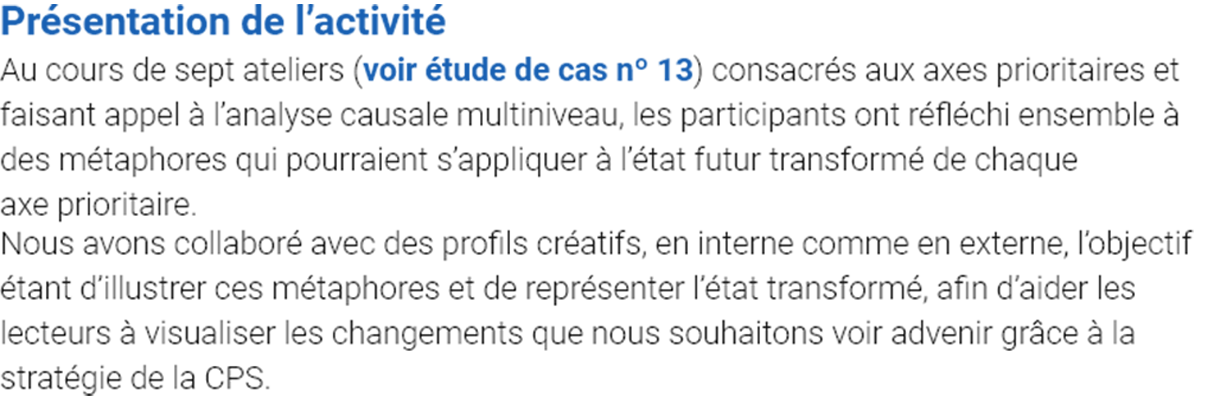 Présentation de l’activité
Au cours de sept ateliers (voir étude de cas nº 13) consacrés aux axes prioritaires et
faisant appel à l’analyse causale multiniveau, les participants ont réfléchi ensemble à
des métaphores qui pourraient s’appliquer à l’état futur transformé de chaque
axe prioritaire.
Nous avons collaboré avec des profils créatifs, en interne comme en externe, l’objectif
étant d’illustrer ces métaphores et de représenter l’état transformé, afin d’aider les
lecteurs à visualiser les changements que nous souhaitons voir advenir grâce à la
stratégie de la CPS.